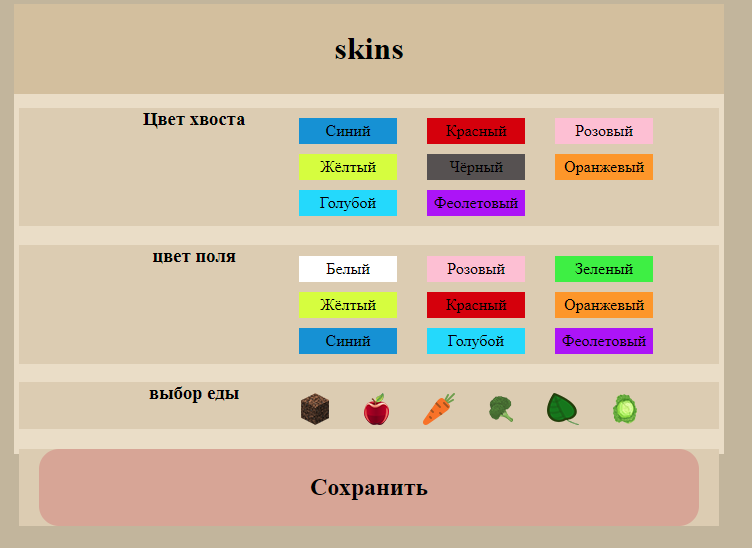 skins
Цвет хвоста
Синий Красный Розовый
Жёлтый Чёрный Оранжевый
Голубой Феолетовый
цвет поля
Белый Розовый Зеленый
Жёлтый Красный Оранжевый
Синий Голубой Феолетовый
выбор еды
Сохранить